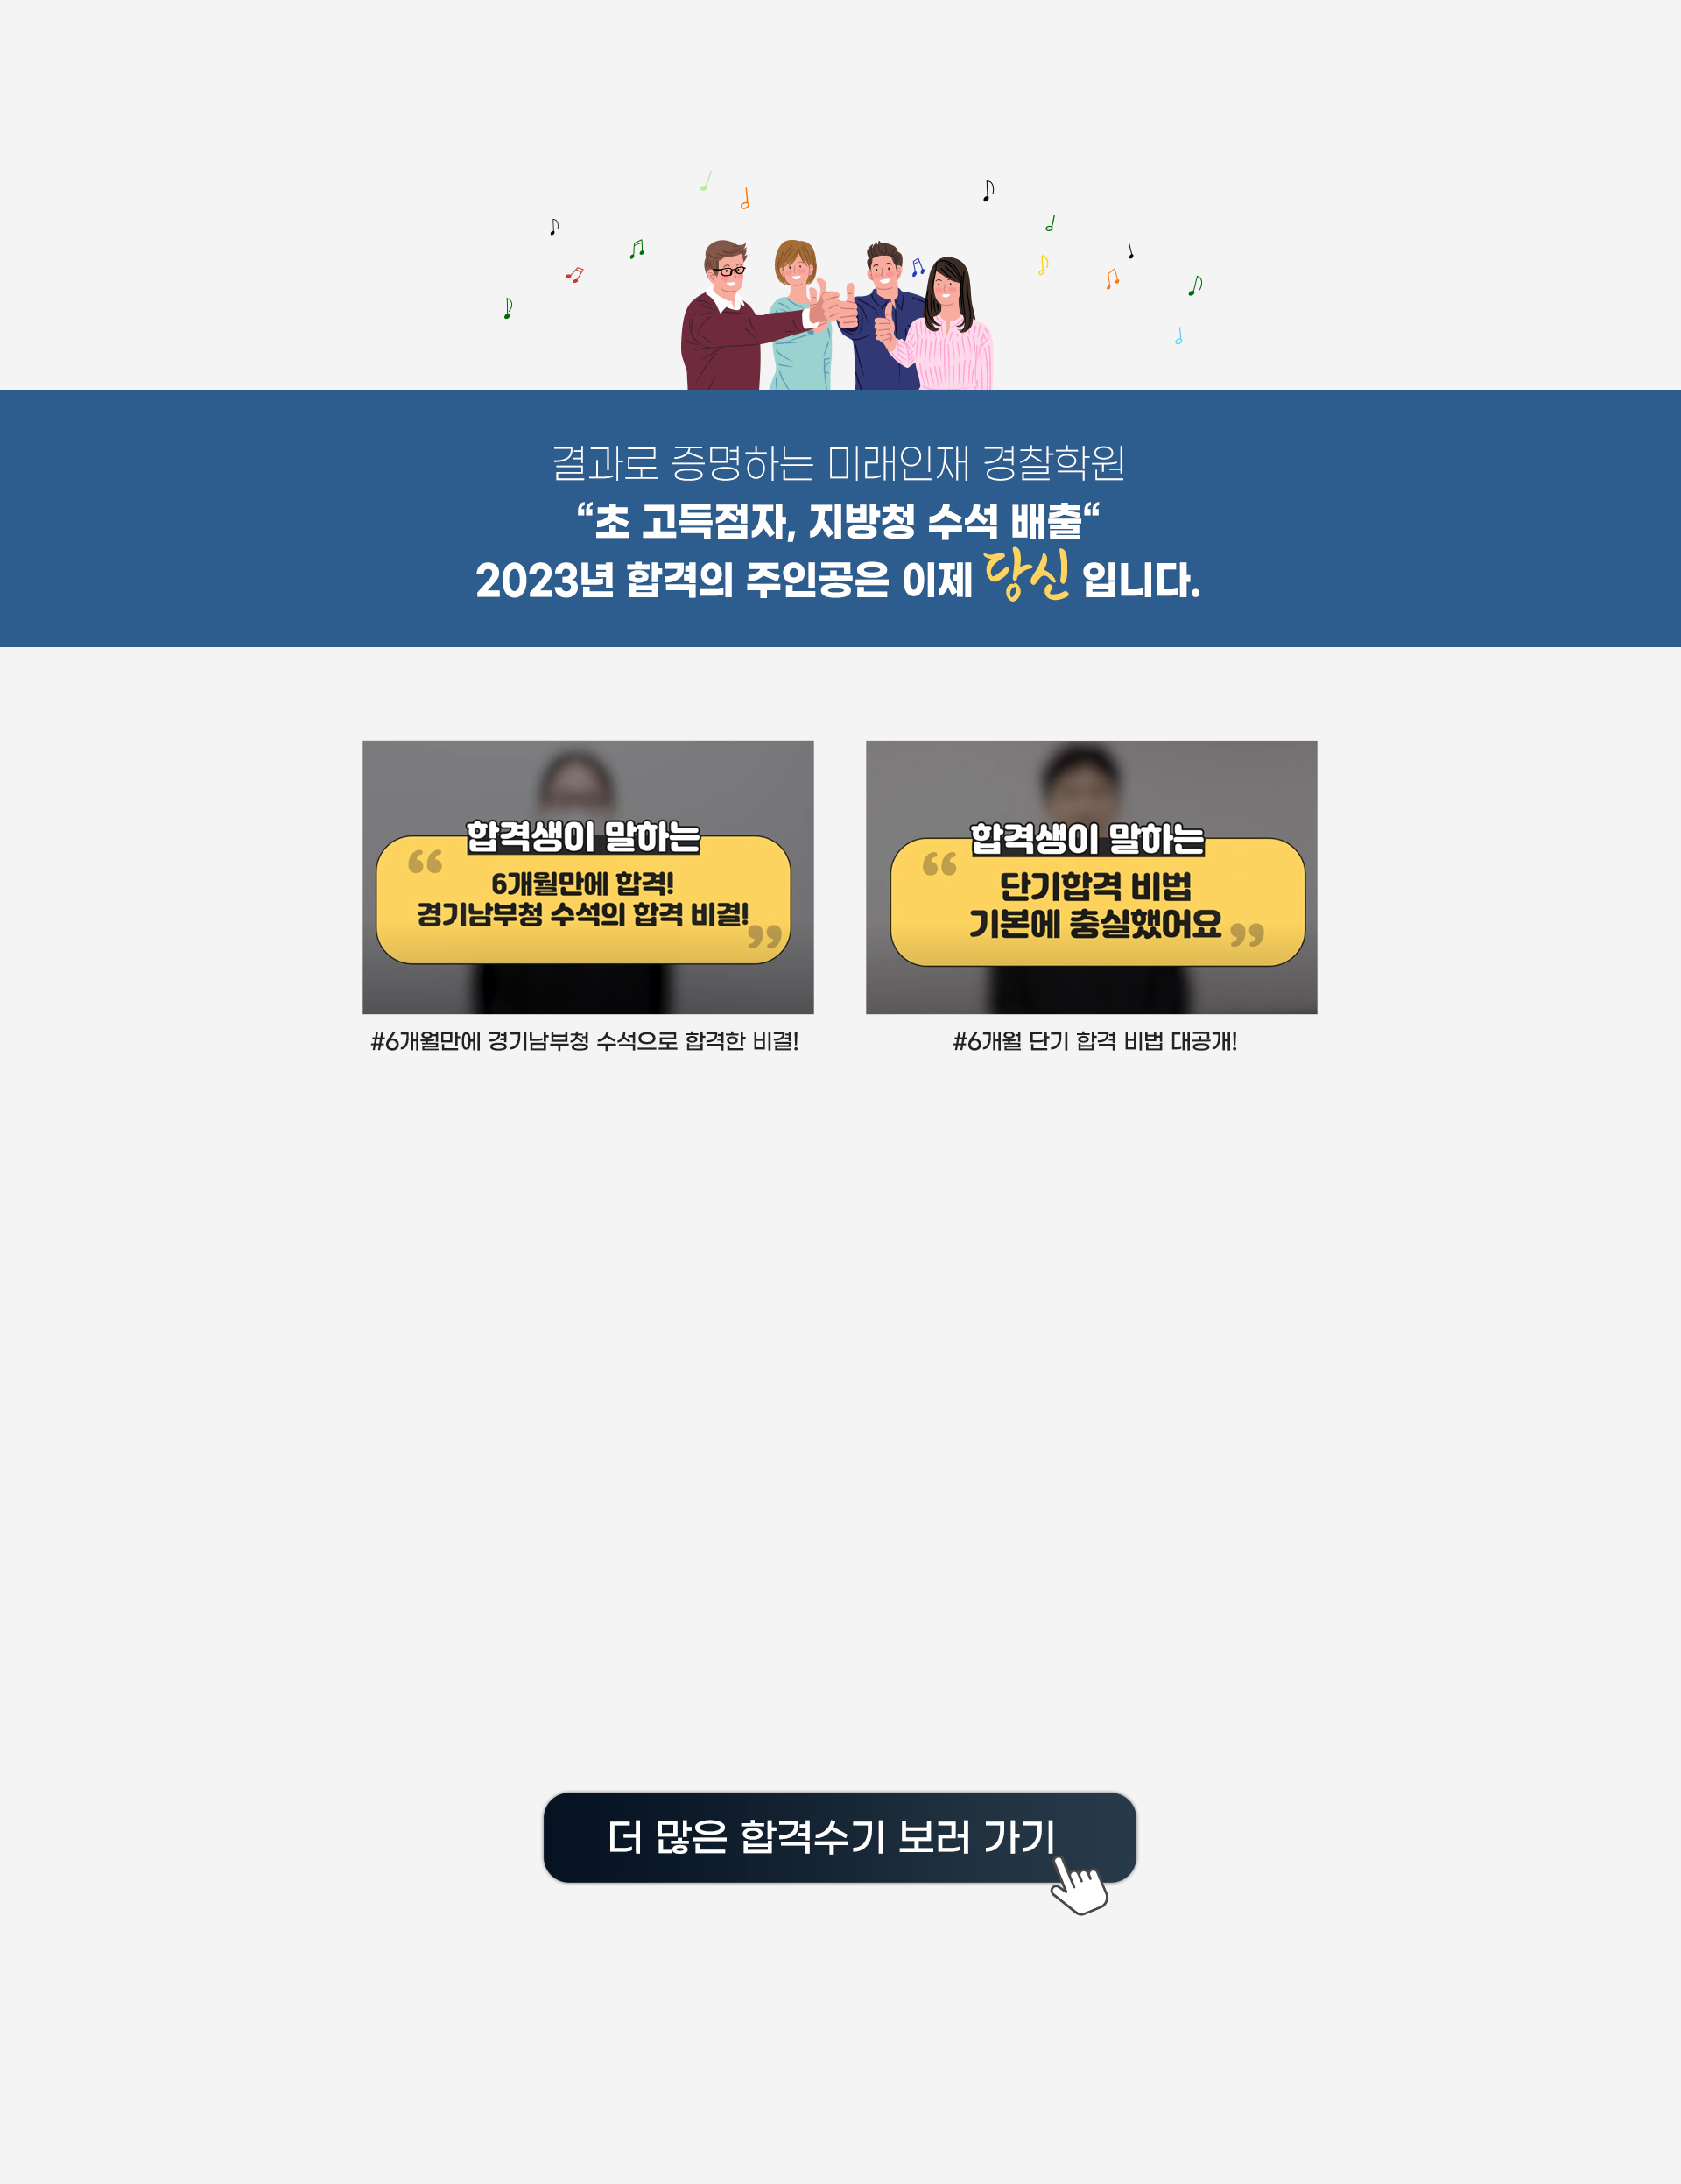 결과로 증명하는 미래인재 경찰학원
“초 고득점자, 지방청 수석 배출“
2023년 합격의 주인공은 이제 당신 입니다.
합격생이 말하는
“
6개월만에 합격!
경기남부청 수석의 합격 비결!
”
#6개월만에 경기남부청 수석으로 합격한 비결!
합격생이 말하는
“
단기합격 비법
기본에 충실했어요
”
#6개월 단기 합격 비법 대공개!
더 많은 합격수기 보러 가기